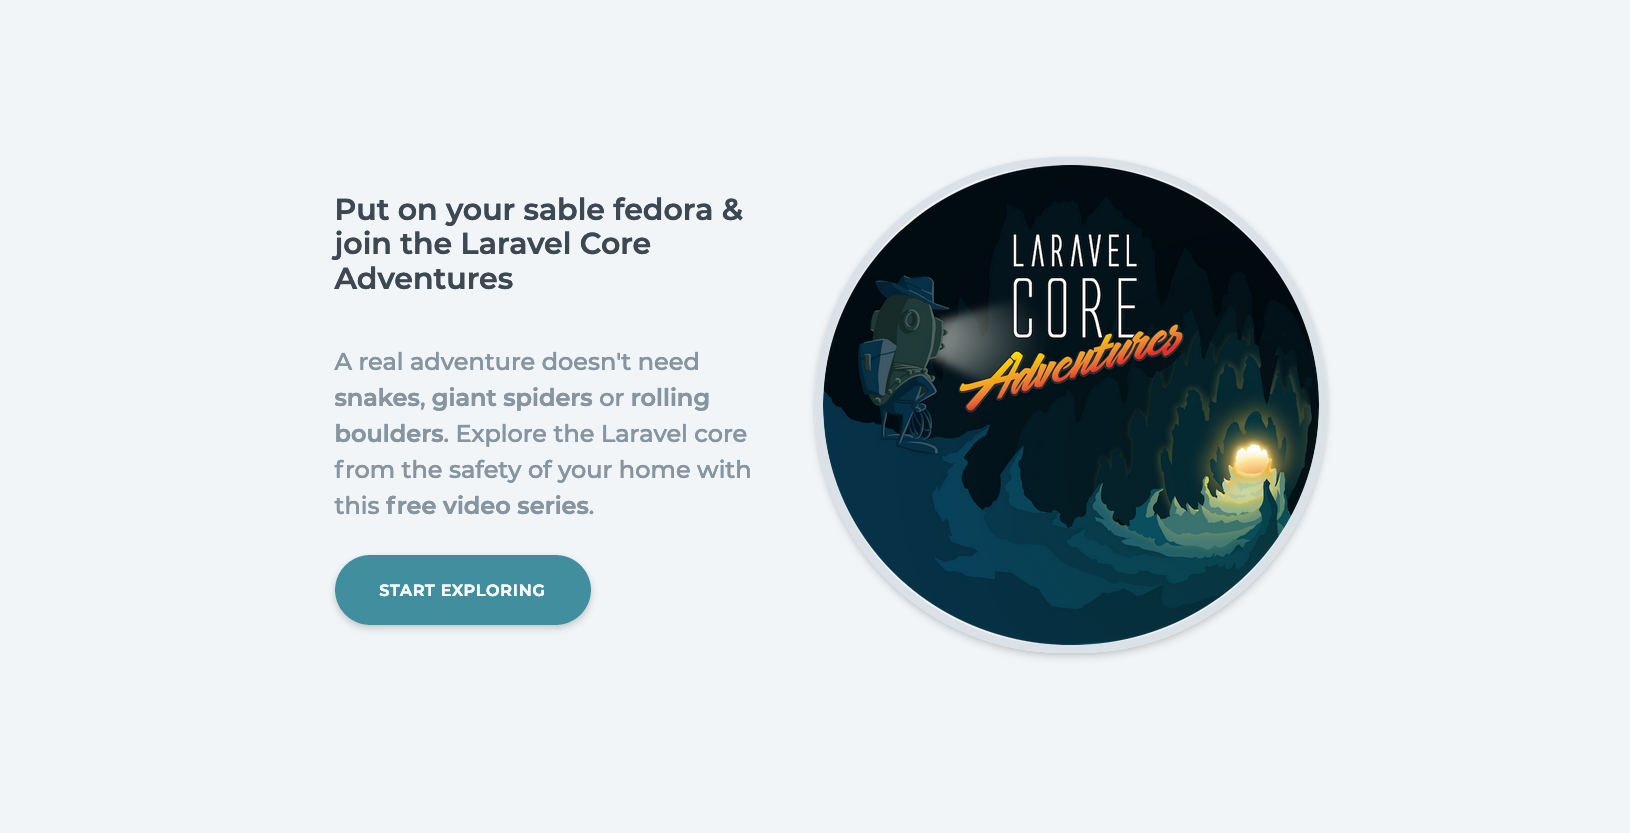 Put on your sable fedora &
join the Laravel Core
Adventures
A real adventure doesn't need
snakes, giant spiders or rolling
boulders. Explore the Laravel core
from the safety of your home with
this free video series.
START EXPLORING
LARAVEL
CORE
Adventures